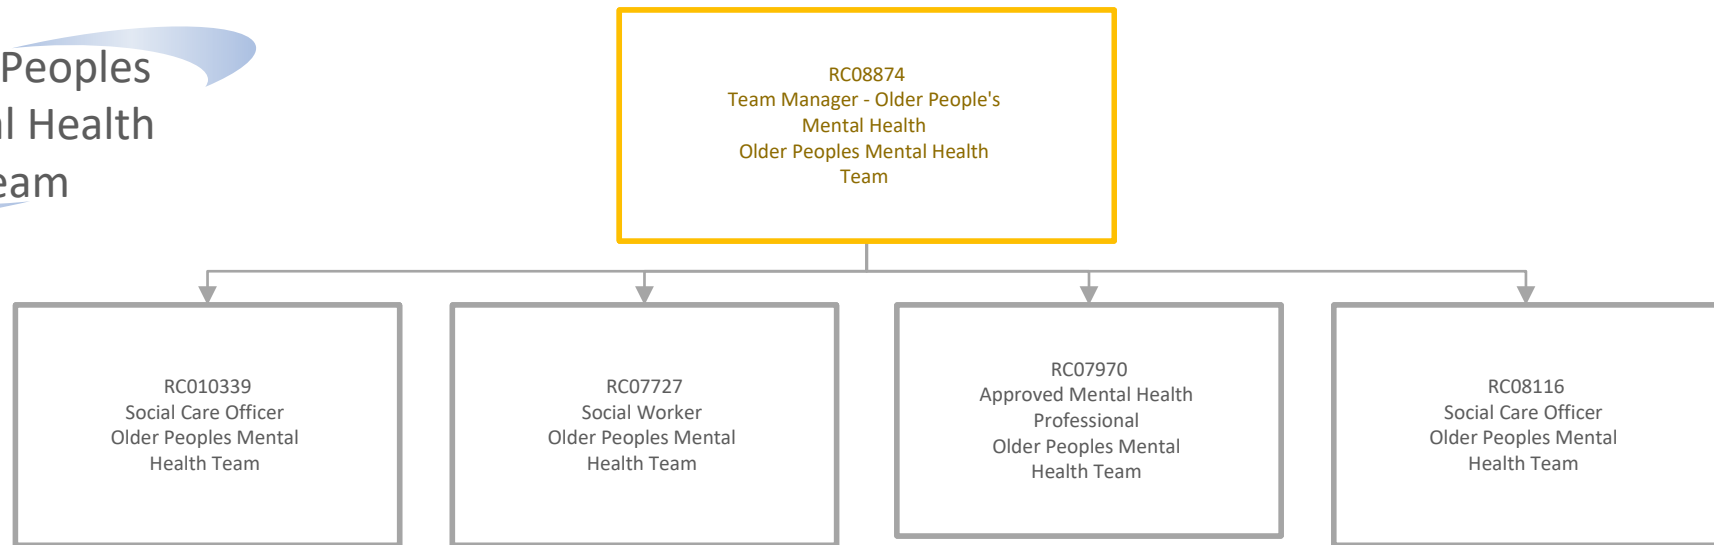 Peoples
Health
RC08874
Team Manager - Older People's
Mental Health
Older Peoples Mental Health
Team
RC010339
Social Care Officer
Older Peoples Mental
Health Team
RC07727
Social Worker
Older Peoples Mental
Health Team
RC07970
Approved Mental Health
Professional
Older Peoples Mental
Health Team
RC08116
Social Care Officer
Older Peoples Mental
Health Team